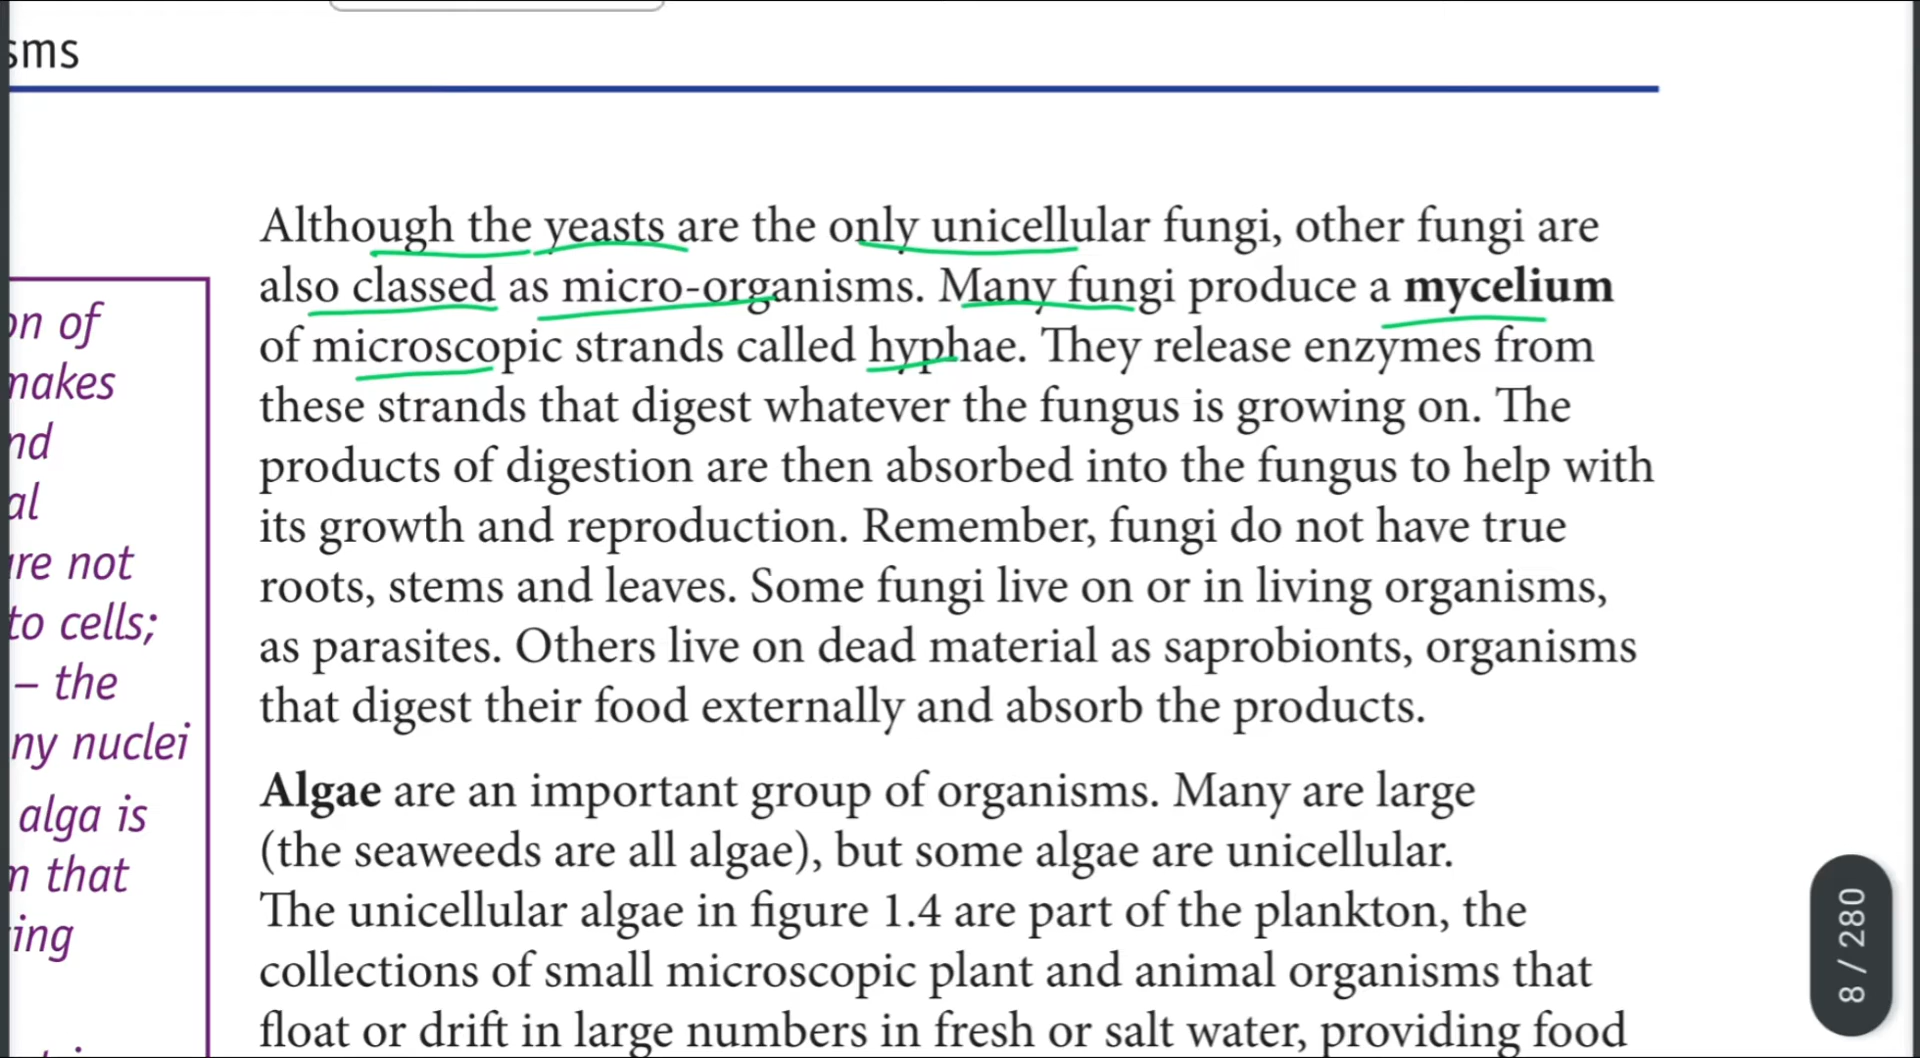 sms
Although the yeasts are the only unicellular fungi, other fungi are
also classed as micro-organisms. Many fungi produce a mycelium
of microscopic strands called hyphae. They release enzymes from
these strands that digest whatever the fungus is growing on. The
products of digestion are then absorbed into the fungus to help with
its growth and reproduction. Remember, fungi do not have true
roots, stems and leaves. Some fungi live on or in living organisms,
as parasites. Others live on dead material as saprobionts, organisms
that digest their food externally and absorb the products.
Algae are an important group of organisms. Many are large
(the seaweeds are all algae), but some algae are unicellular.
The unicellular algae in figure 1.4 are part of the plankton, the
collections of small microscopic plant and animal organisms that
float or drift in large numbers in fresh or salt water, providing food
on of
makes
nd
al
are not
to cells;
– the
ny nuclei
alga is
m that
ring
8 / 280